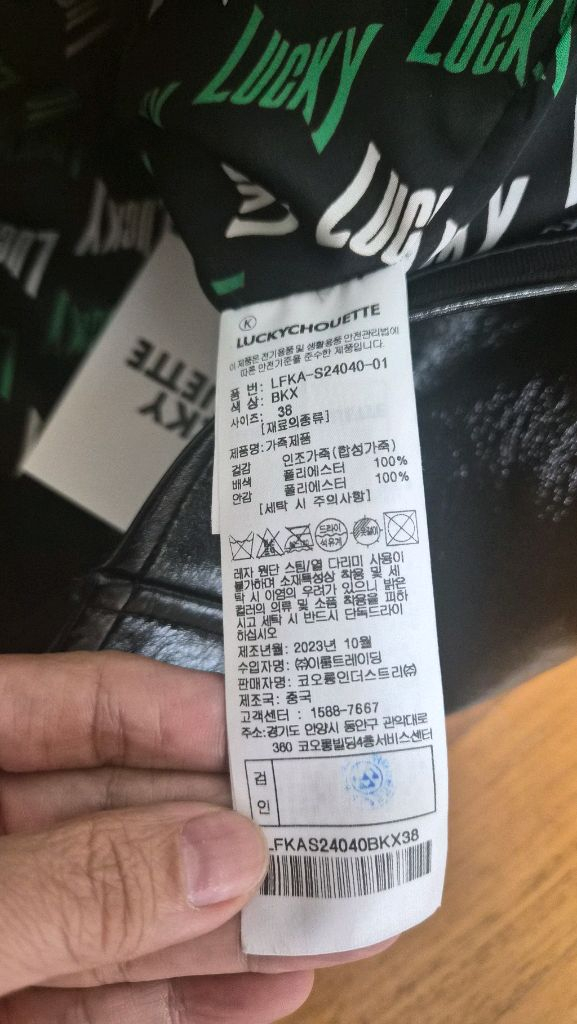 LUCKY
LUCKY
LUCKY
LUCKY
LUCKY
Ⓚ
LUCKYCHOUETTE
이 제품은 전기용품 및 생활용품 안전관리법에
따른 안전기준을 준수한 제품입니다.
품 번: LFKA-S24040-01
색 상: BKX
사이즈: 38
[재료의종류]
제품명:가죽제품
겉감 인조가죽(합성가죽)
배색 폴리에스터 100%
안감 폴리에스터 100%
[세탁 시 주의사항]
드라이
석유계
레자 원단 스팀/열 다리미 사용이
불가하며 소재특성상 착용 및 세
탁 시 이염의 우려가 있으니 밝은
컬러의 의류 및 소품 착용을 피하
시고 세탁 시 반드시 단독드라이
하십시오
제조년월: 2023년 10월
수입자명: ㈜이룸트레이딩
판매자명: 코오롱인더스트리㈜
제조국: 중국
고객센터 : 1588-7667
주소:경기도 안양시 동안구 관악대로
360 코오롱빌딩4층서비스센터
검
인
LFKAS24040BKX38